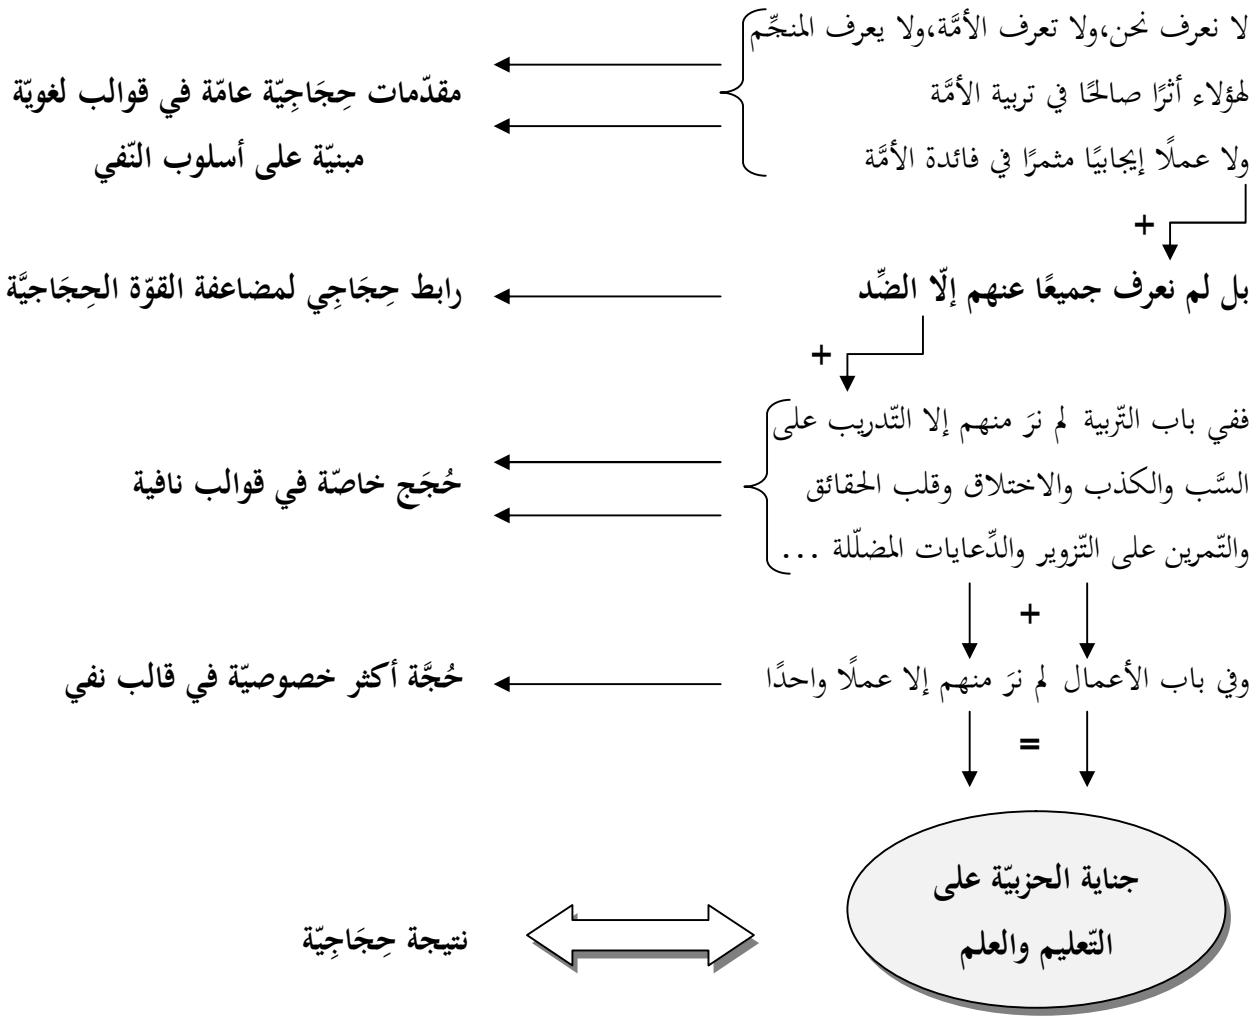 لا نعرف نحن،ولا تعرف الأمَّة،ولا يعرف المنجِّم
لهؤلاء أثرًا صالحًا في تربية الأمَّة
ولا عملًا إيجابيًا مثمرًا في فائدة الأمَّة
مقدّمات حِجَاجِيّة عامّة في قوالب لغويّة
مبنيّة على أسلوب النّفي
+
بل لم نعرف جميعًا عنهم إلّا الضِّد
رابط حِجَاجِي لمضاعفة القوّة الحِجَاجيَّة
+
ففي باب التّربية لم نرَ منهم إلا التّدريب على
السَّب والكذب والاختلاق وقلب الحقائق
والتّمرين على التّزوير والدِّعايات المضلّلة ...
حُجَج خاصّة في قوالب نافية
+
وفي باب الأعمال لم نرَ منهم إلا عملًا واحدًا
حُجَّة أكثر خصوصيّة في قالب نفي
=
جناية الحزبيّة على
التّعليم والعلم
نتيجة حِجَاجِيّة